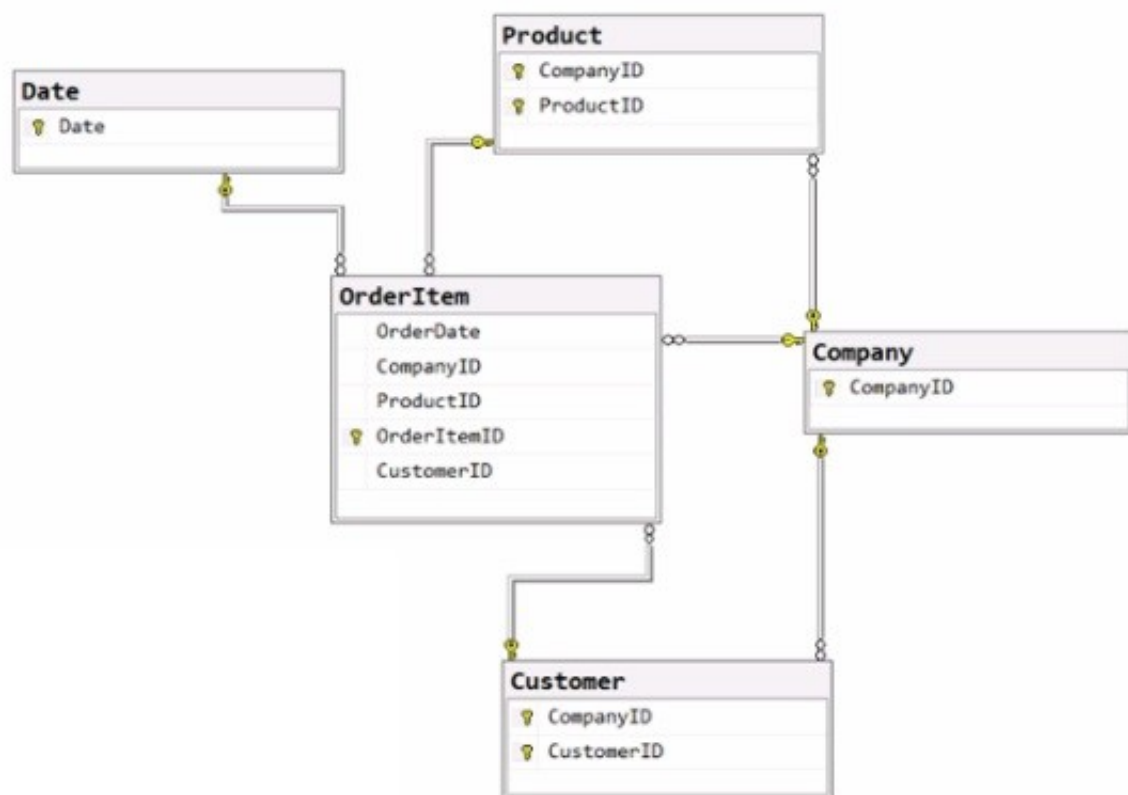 Product
CompanyID
ProductID
Date
Date
OrderItem
OrderDate
CompanyID
ProductID
OrderItemID
CustomerID
Company
CompanyID
Customer
CompanyID
CustomerID